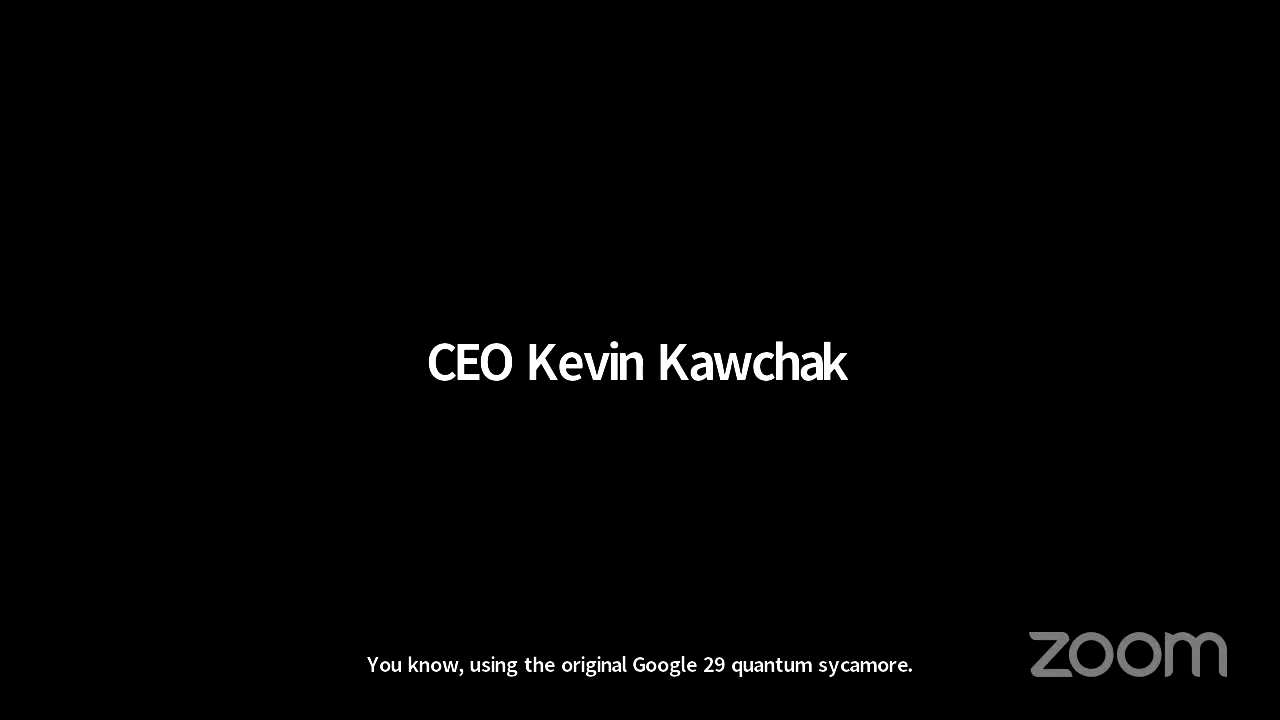 CEO Kevin Kawchak
You know, using the original Google 29 quantum sycamore.
zoom